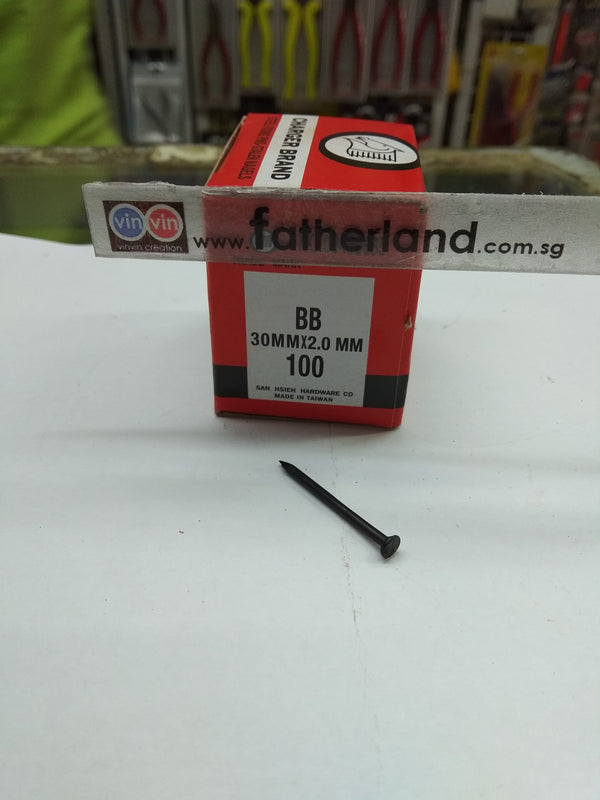 CHARGER BRAND
vin vin
vinvin creation
www.fatherland.com.sg
BB
30MMX2.0 MM
100
SAN HSIEH HARDWARE CO
MADE IN TAIWAN